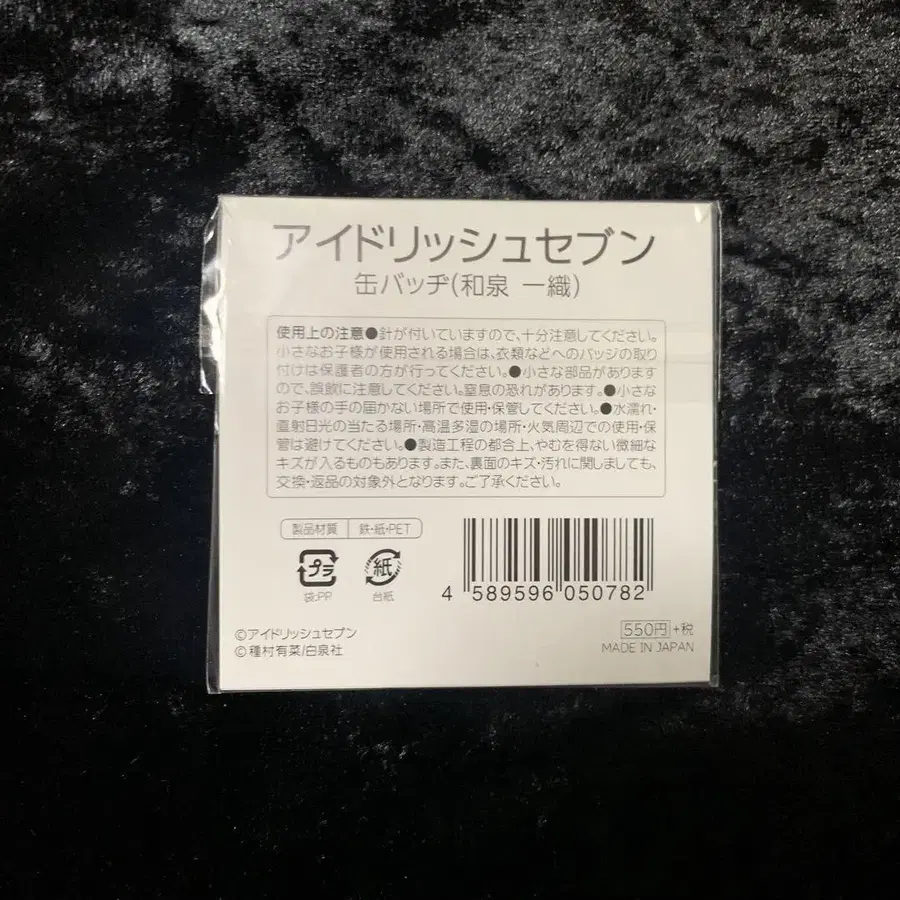 アイドリッシュセブン
缶バッヂ(和泉 一織)
使用上の注意●針が付いていますので、十分注意してください。
小さなお子様が使用される場合は、衣類などへのバッジの取り
付けは保護者の方が行ってください。●小さな部品があります
ので、誤飲に注意してください。窒息の恐れがあります。●小さな
お子様の手の届かない場所で使用・保管してください。●水濡れ・
直射日光の当たる場所・高温多湿の場所・火気周辺での使用・保
管は避けてください。●製造工程の都合上、やむを得ない微細な
キズが入るものもあります。また、裏面のキズ・汚れに関しましても、
交換・返品の対象外となります。ご了承ください。
製品材質 鉄・紙・PET
プラ 紙
袋:PP 台紙
4 589596 050782
©アイドリッシュセブン
©種村有菜/白泉社
550円+税
MADE IN JAPAN